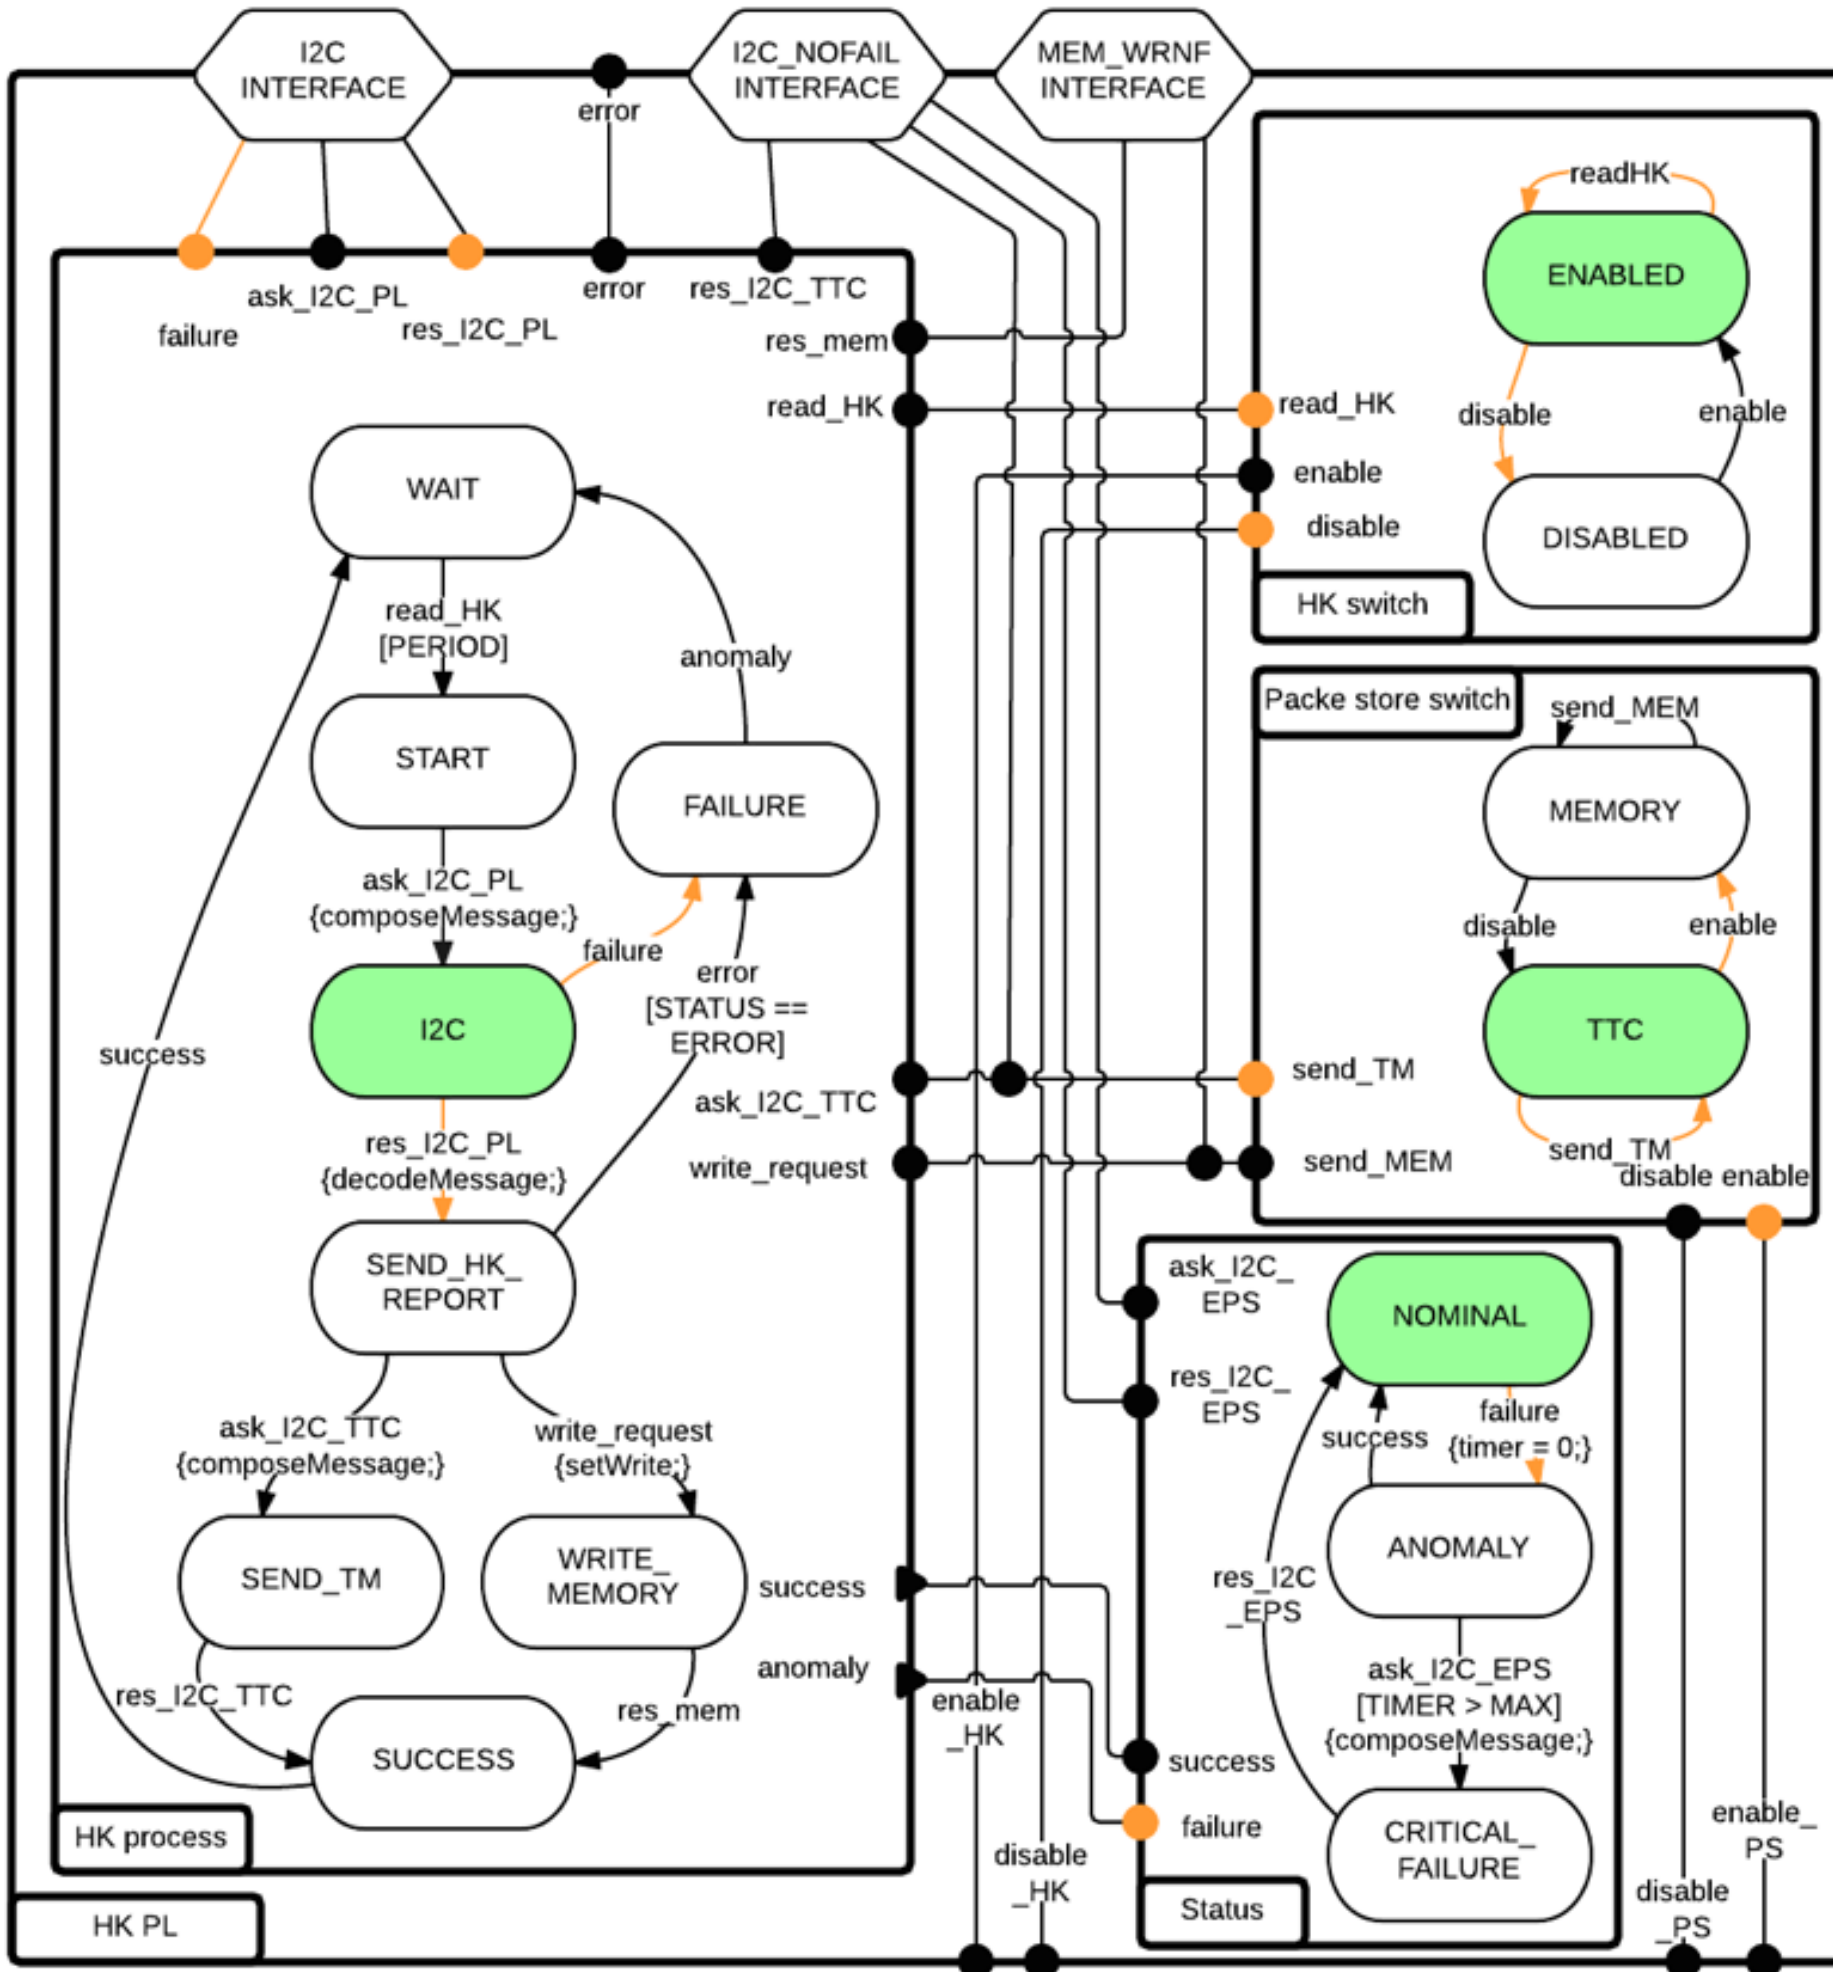 I2C
INTERFACE
error
I2C_NOFAIL
INTERFACE
MEM_WRNF
INTERFACE
failure
ask_I2C_PL
res_I2C_PL
error
res_I2C_TTC
res_mem
read_HK
WAIT
read_HK
[PERIOD]
START
anomaly
FAILURE
ask_I2C_PL
{composeMessage;}
failure
I2C
error
[STATUS ==
ERROR]
success
res_I2C_PL
{decodeMessage;}
SEND_HK_
REPORT
ask_I2C_TTC
write_request
ask_I2C_TTC
{composeMessage;}
write_request
{setWrite;}
SEND_TM
WRITE_
MEMORY
success
anomaly
res_I2C_TTC
res_mem
SUCCESS
HK process
HK PL
enable
_HK
disable
_HK
readHK
ENABLED
read_HK
disable
enable
enable
disable
DISABLED
HK switch
Packe store switch
send_MEM
MEMORY
disable
enable
TTC
send_TM
send_TM
send_MEM
disable enable
ask_I2C_
EPS
res_I2C_
EPS
NOMINAL
success
failure
{timer = 0;}
ANOMALY
res_I2C
_EPS
ask_I2C_EPS
[TIMER > MAX]
{composeMessage;}
success
failure
CRITICAL_
FAILURE
Status
disable
_PS
enable_
PS